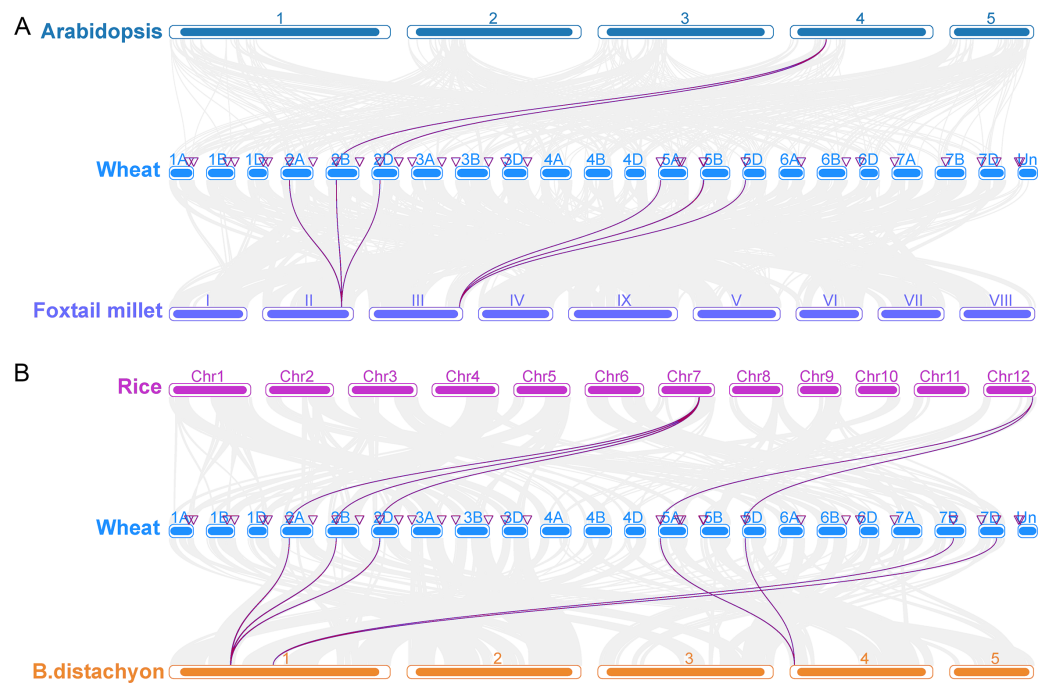 A
1 2 3 4 5
Arabidopsis
1A 1B 1D 2A 2B 2D 3A 3B 3D 4A 4B 4D 5A 5B 5D 6A 6B 6D 7A 7B 7D Un
Wheat
I II III IV IX V VI VII VIII
Foxtail millet
B
Chr1 Chr2 Chr3 Chr4 Chr5 Chr6 Chr7 Chr8 Chr9 Chr10 Chr11 Chr12
Rice
1A 1B 1D 2A 2B 2D 3A 3B 3D 4A 4B 4D 5A 5B 5D 6A 6B 6D 7A 7B 7D Un
Wheat
1 2 3 4 5
B.distachyon